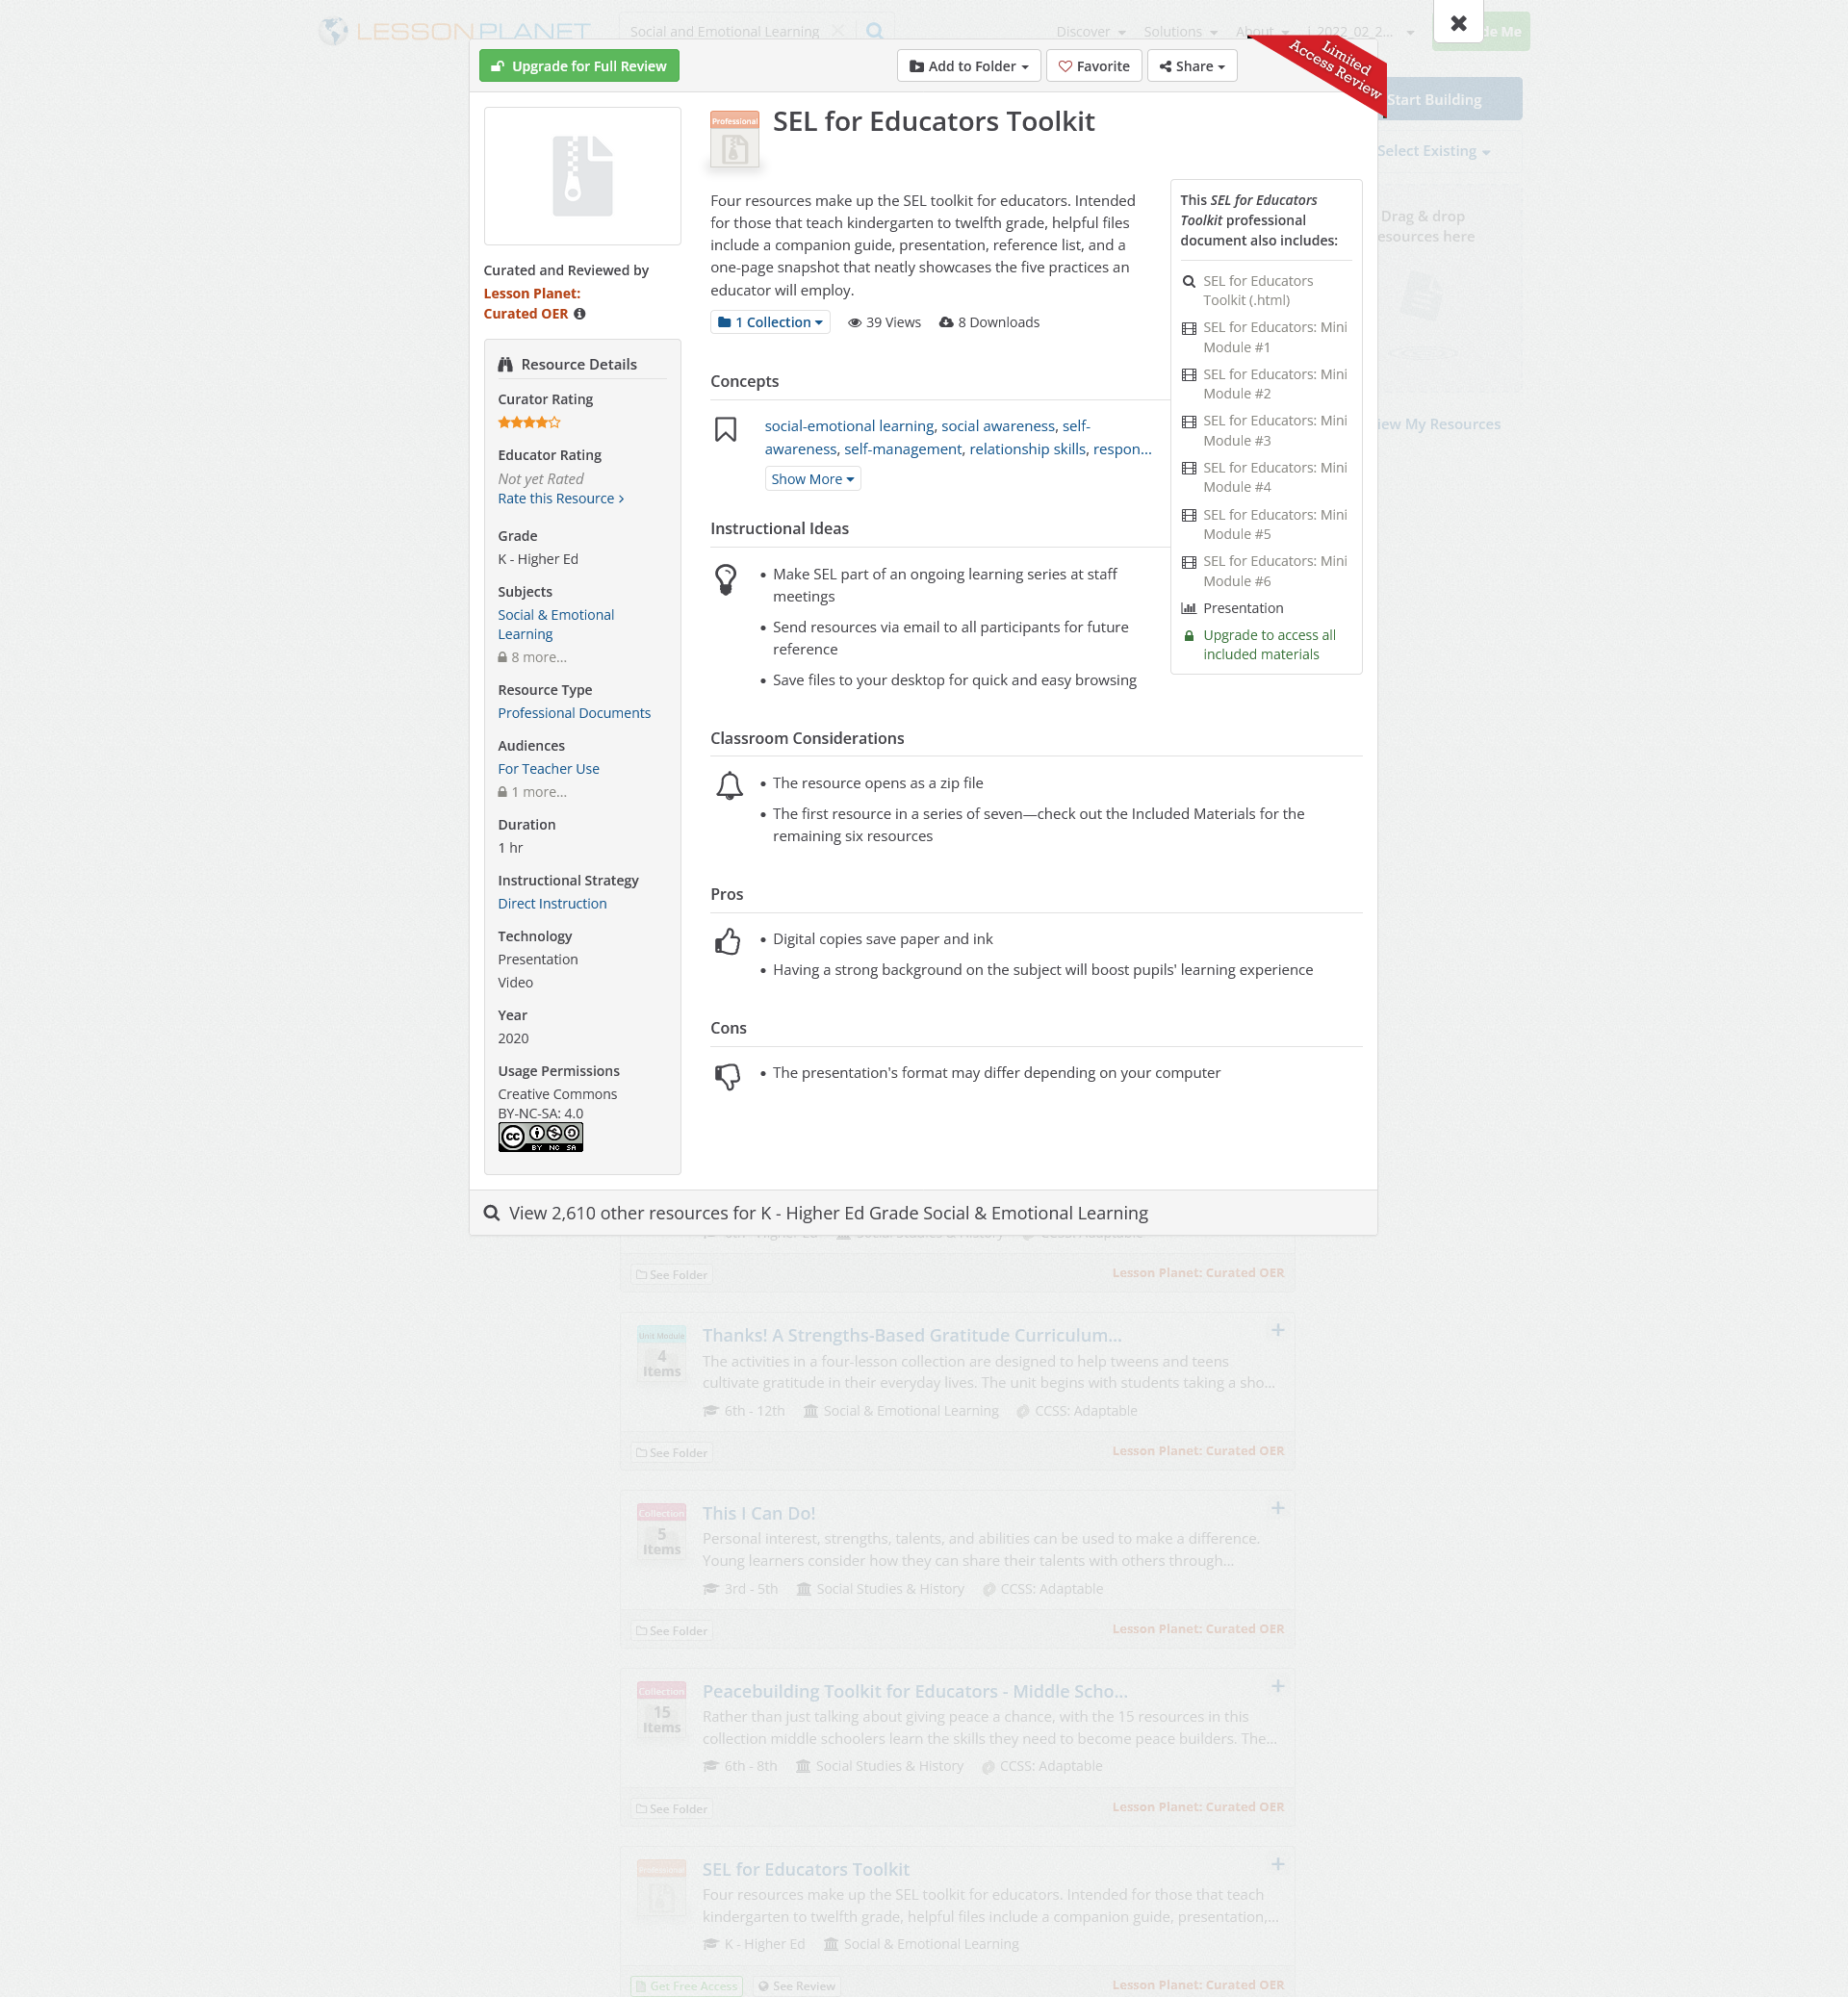 LESSONPLANET
Social and Emotional Learning
Discover
Solutions
About
Upgrade for Full Review
Add to Folder
Favorite
Share
Limited
Access Review
Start Building
Select Existing
Drag & drop
View My Resources
SEL for Educators Toolkit
Professional
Four resources make up the SEL toolkit for educators. Intended
for those that teach kindergarten to twelfth grade, helpful files
include a companion guide, presentation, reference list, and a
one-page snapshot that neatly showcases the five practices an
educator will employ.
1 Collection
39 Views
8 Downloads
This SEL for Educators
Toolkit professional
document also includes:
SEL for Educators
Toolkit (.html)
SEL for Educators: Mini
Module #1
SEL for Educators: Mini
Module #2
SEL for Educators: Mini
Module #3
SEL for Educators: Mini
Module #4
SEL for Educators: Mini
Module #5
SEL for Educators: Mini
Module #6
Presentation
Upgrade to access all
included materials
Curated and Reviewed by
Lesson Planet:
Curated OER
Resource Details
Curator Rating
Educator Rating
Not yet Rated
Rate this Resource
Grade
K - Higher Ed
Subjects
Social & Emotional
Learning
8 more...
Resource Type
Professional Documents
Audiences
For Teacher Use
1 more...
Duration
1 hr
Instructional Strategy
Direct Instruction
Technology
Presentation
Video
Year
2020
Usage Permissions
Creative Commons
BY-NC-SA: 4.0
cc
BY NC SA
Concepts
social-emotional learning, social awareness, self-
awareness, self-management, relationship skills, respon...
Show More
Instructional Ideas
• Make SEL part of an ongoing learning series at staff
meetings
• Send resources via email to all participants for future
reference
• Save files to your desktop for quick and easy browsing
Classroom Considerations
• The resource opens as a zip file
• The first resource in a series of seven—check out the Included Materials for the
remaining six resources
Pros
• Digital copies save paper and ink
• Having a strong background on the subject will boost pupils' learning experience
Cons
• The presentation's format may differ depending on your computer
View 2,610 other resources for K - Higher Ed Grade Social & Emotional Learning
See Folder
Lesson Planet: Curated OER
Unit Module
4
Items
Thanks! A Strengths-Based Gratitude Curriculum...
The activities in a four-lesson collection are designed to help tweens and teens
cultivate gratitude in their everyday lives. The unit begins with students taking a sho...
6th - 12th
Social & Emotional Learning
CCSS: Adaptable
See Folder
Lesson Planet: Curated OER
Collection
5
Items
This I Can Do!
Personal interest, strengths, talents, and abilities can be used to make a difference.
Young learners consider how they can share their talents with others through...
3rd - 5th
Social Studies & History
CCSS: Adaptable
See Folder
Lesson Planet: Curated OER
Collection
15
Items
Peacebuilding Toolkit for Educators - Middle Scho...
Rather than just talking about giving peace a chance, with the 15 resources in this
collection middle schoolers learn the skills they need to become peace builders. The...
6th - 8th
Social Studies & History
CCSS: Adaptable
See Folder
Lesson Planet: Curated OER
Professional
SEL for Educators Toolkit
Four resources make up the SEL toolkit for educators. Intended for those that teach
kindergarten to twelfth grade, helpful files include a companion guide, presentation,...
K - Higher Ed
Social & Emotional Learning
Get Free Access
See Review
Lesson Planet: Curated OER